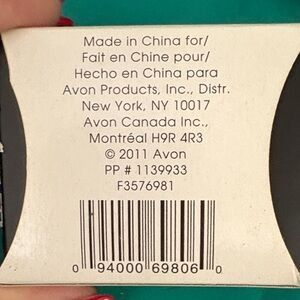 Made in China for/
Fait en Chine pour/
Hecho en China para
Avon Products, Inc., Distr.
New York, NY 10017
Avon Canada Inc.,
Montréal H9R 4R3
© 2011 Avon
PP # 1139933
F3576981
0 94000 69806 0